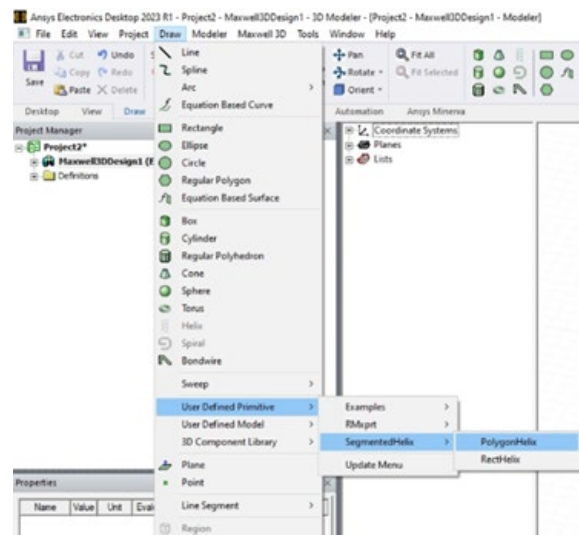 Ansys Electronics Desktop 2023 R1 - Project2 - Maxwell3DDesign1 - 3D Modeler - [Project2 - Maxwell3DDesign1 - Modeler]
File Edit View Project Draw Modeler Maxwell 3D Tools Window Help
Save
Cut
Copy
Paste
Undo
Redo
Delete
Pan
Rotate
Orient
Fit All
Fit Selected
Desktop View Draw
Automation Ansys Minerva
Project Manager
Project2*
Maxwell3DDesign1 (E
Definitions
Line
Spline
Arc
Equation Based Curve
Rectangle
Ellipse
Circle
Regular Polygon
Equation Based Surface
Box
Cylinder
Regular Polyhedron
Cone
Sphere
Torus
Helix
Spiral
Bondwire
Sweep
User Defined Primitive
User Defined Model
3D Component Library
Plane
Point
Line Segment
Region
Coordinate Systems
Planes
Lists
Examples
RMxprt
SegmentedHelix
Update Menu
PolygonHelix
RectHelix
Properties
Name Value Unit Eval